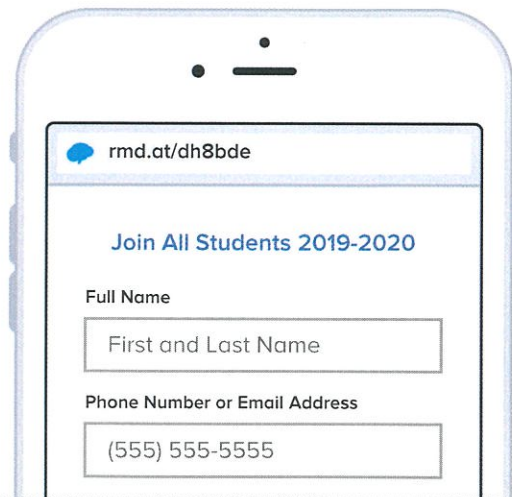 rmd.at/dh8bde
Join All Students 2019-2020
Full Name
First and Last Name
Phone Number or Email Address
(555) 555-5555